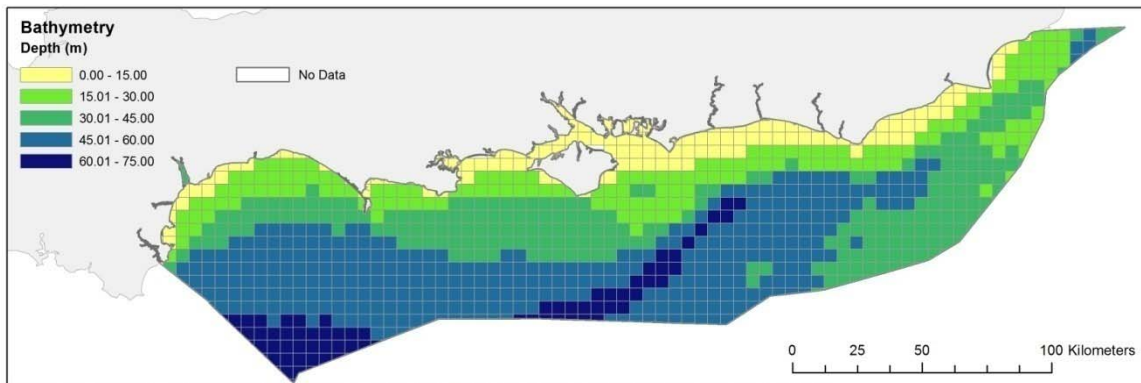 Bathymetry
Depth (m)
0.00 - 15.00
15.01 - 30.00
30.01 - 45.00
45.01 - 60.00
60.01 - 75.00
No Data
0 25 50 100 Kilometers